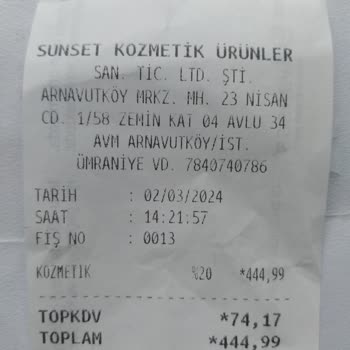 SUNSET KOZMETİK ÜRÜNLER
SAN. TİC. LTD. ŞTİ.
ARNAVUTKÖY MRKZ. MH. 23 NİSAN
CD. 1/58 ZEMİN KAT 04 AVLU 34
AVM ARNAVUTKÖY/İST.
ÜMRANİYE VD. 7840740786
TARİH : 02/03/2024
SAAT : 14:21:57
FİŞ NO : 0013
KOZMETİK %20 *444,99
TOPKDV *74,17
TOPLAM *444,99